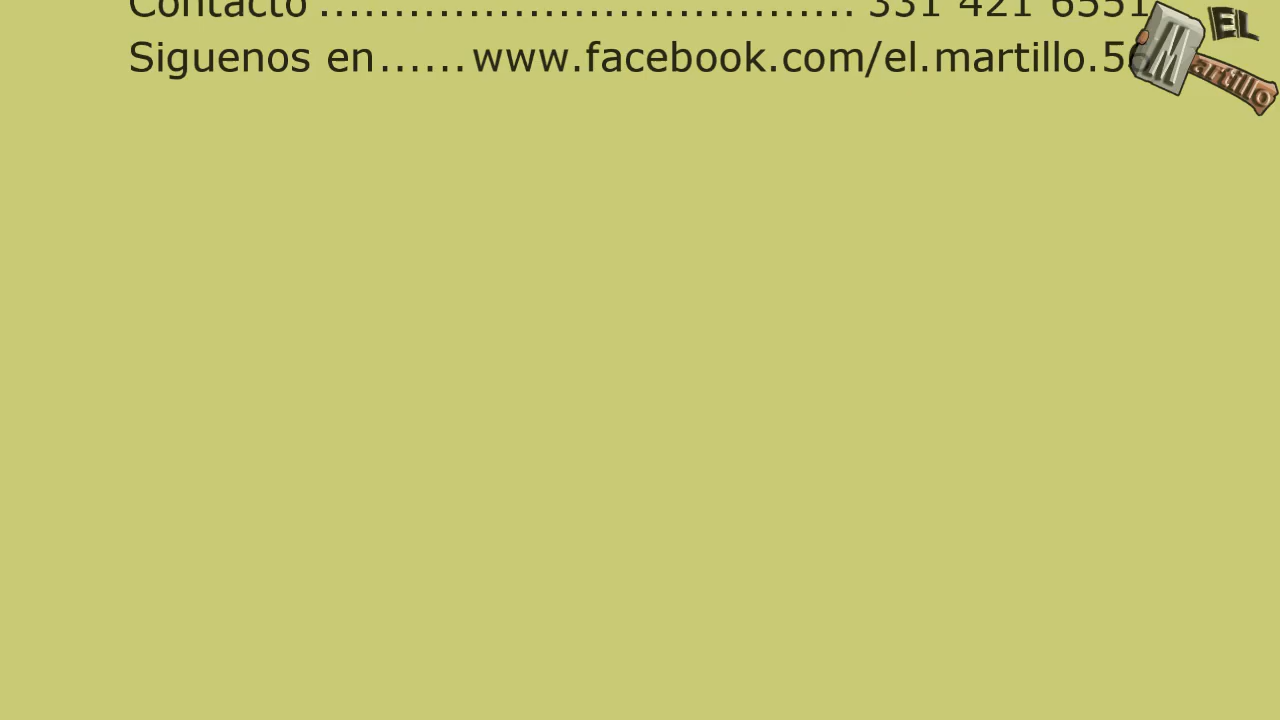 Contacto .................................... 331 421 6551
Siguenos en......www.facebook.com/el.martillo.56
EL
Martillo